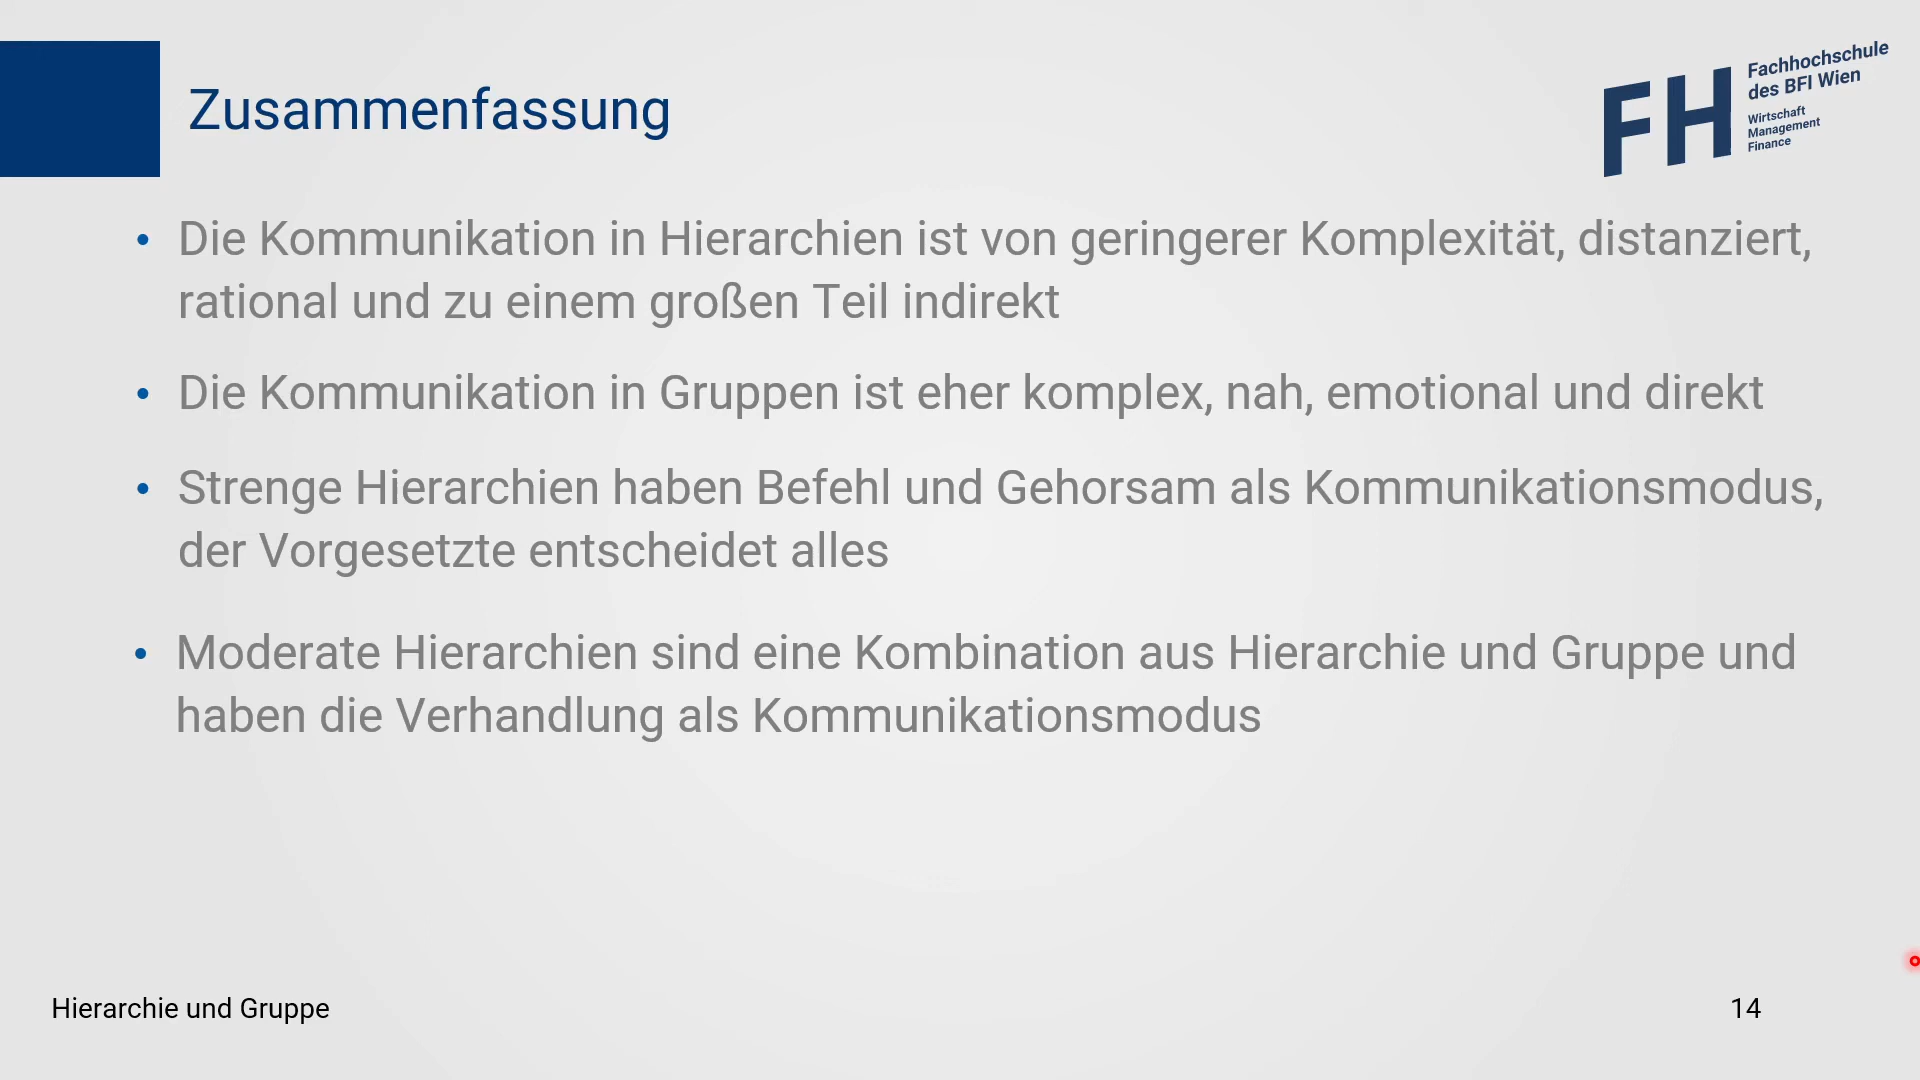 Zusammenfassung
FH
Fachhochschule
des BFI Wien
Wirtschaft
Management
Finance
• Die Kommunikation in Hierarchien ist von geringerer Komplexität, distanziert,
rational und zu einem großen Teil indirekt
• Die Kommunikation in Gruppen ist eher komplex, nah, emotional und direkt
• Strenge Hierarchien haben Befehl und Gehorsam als Kommunikationsmodus,
der Vorgesetzte entscheidet alles
• Moderate Hierarchien sind eine Kombination aus Hierarchie und Gruppe und
haben die Verhandlung als Kommunikationsmodus
Hierarchie und Gruppe
14